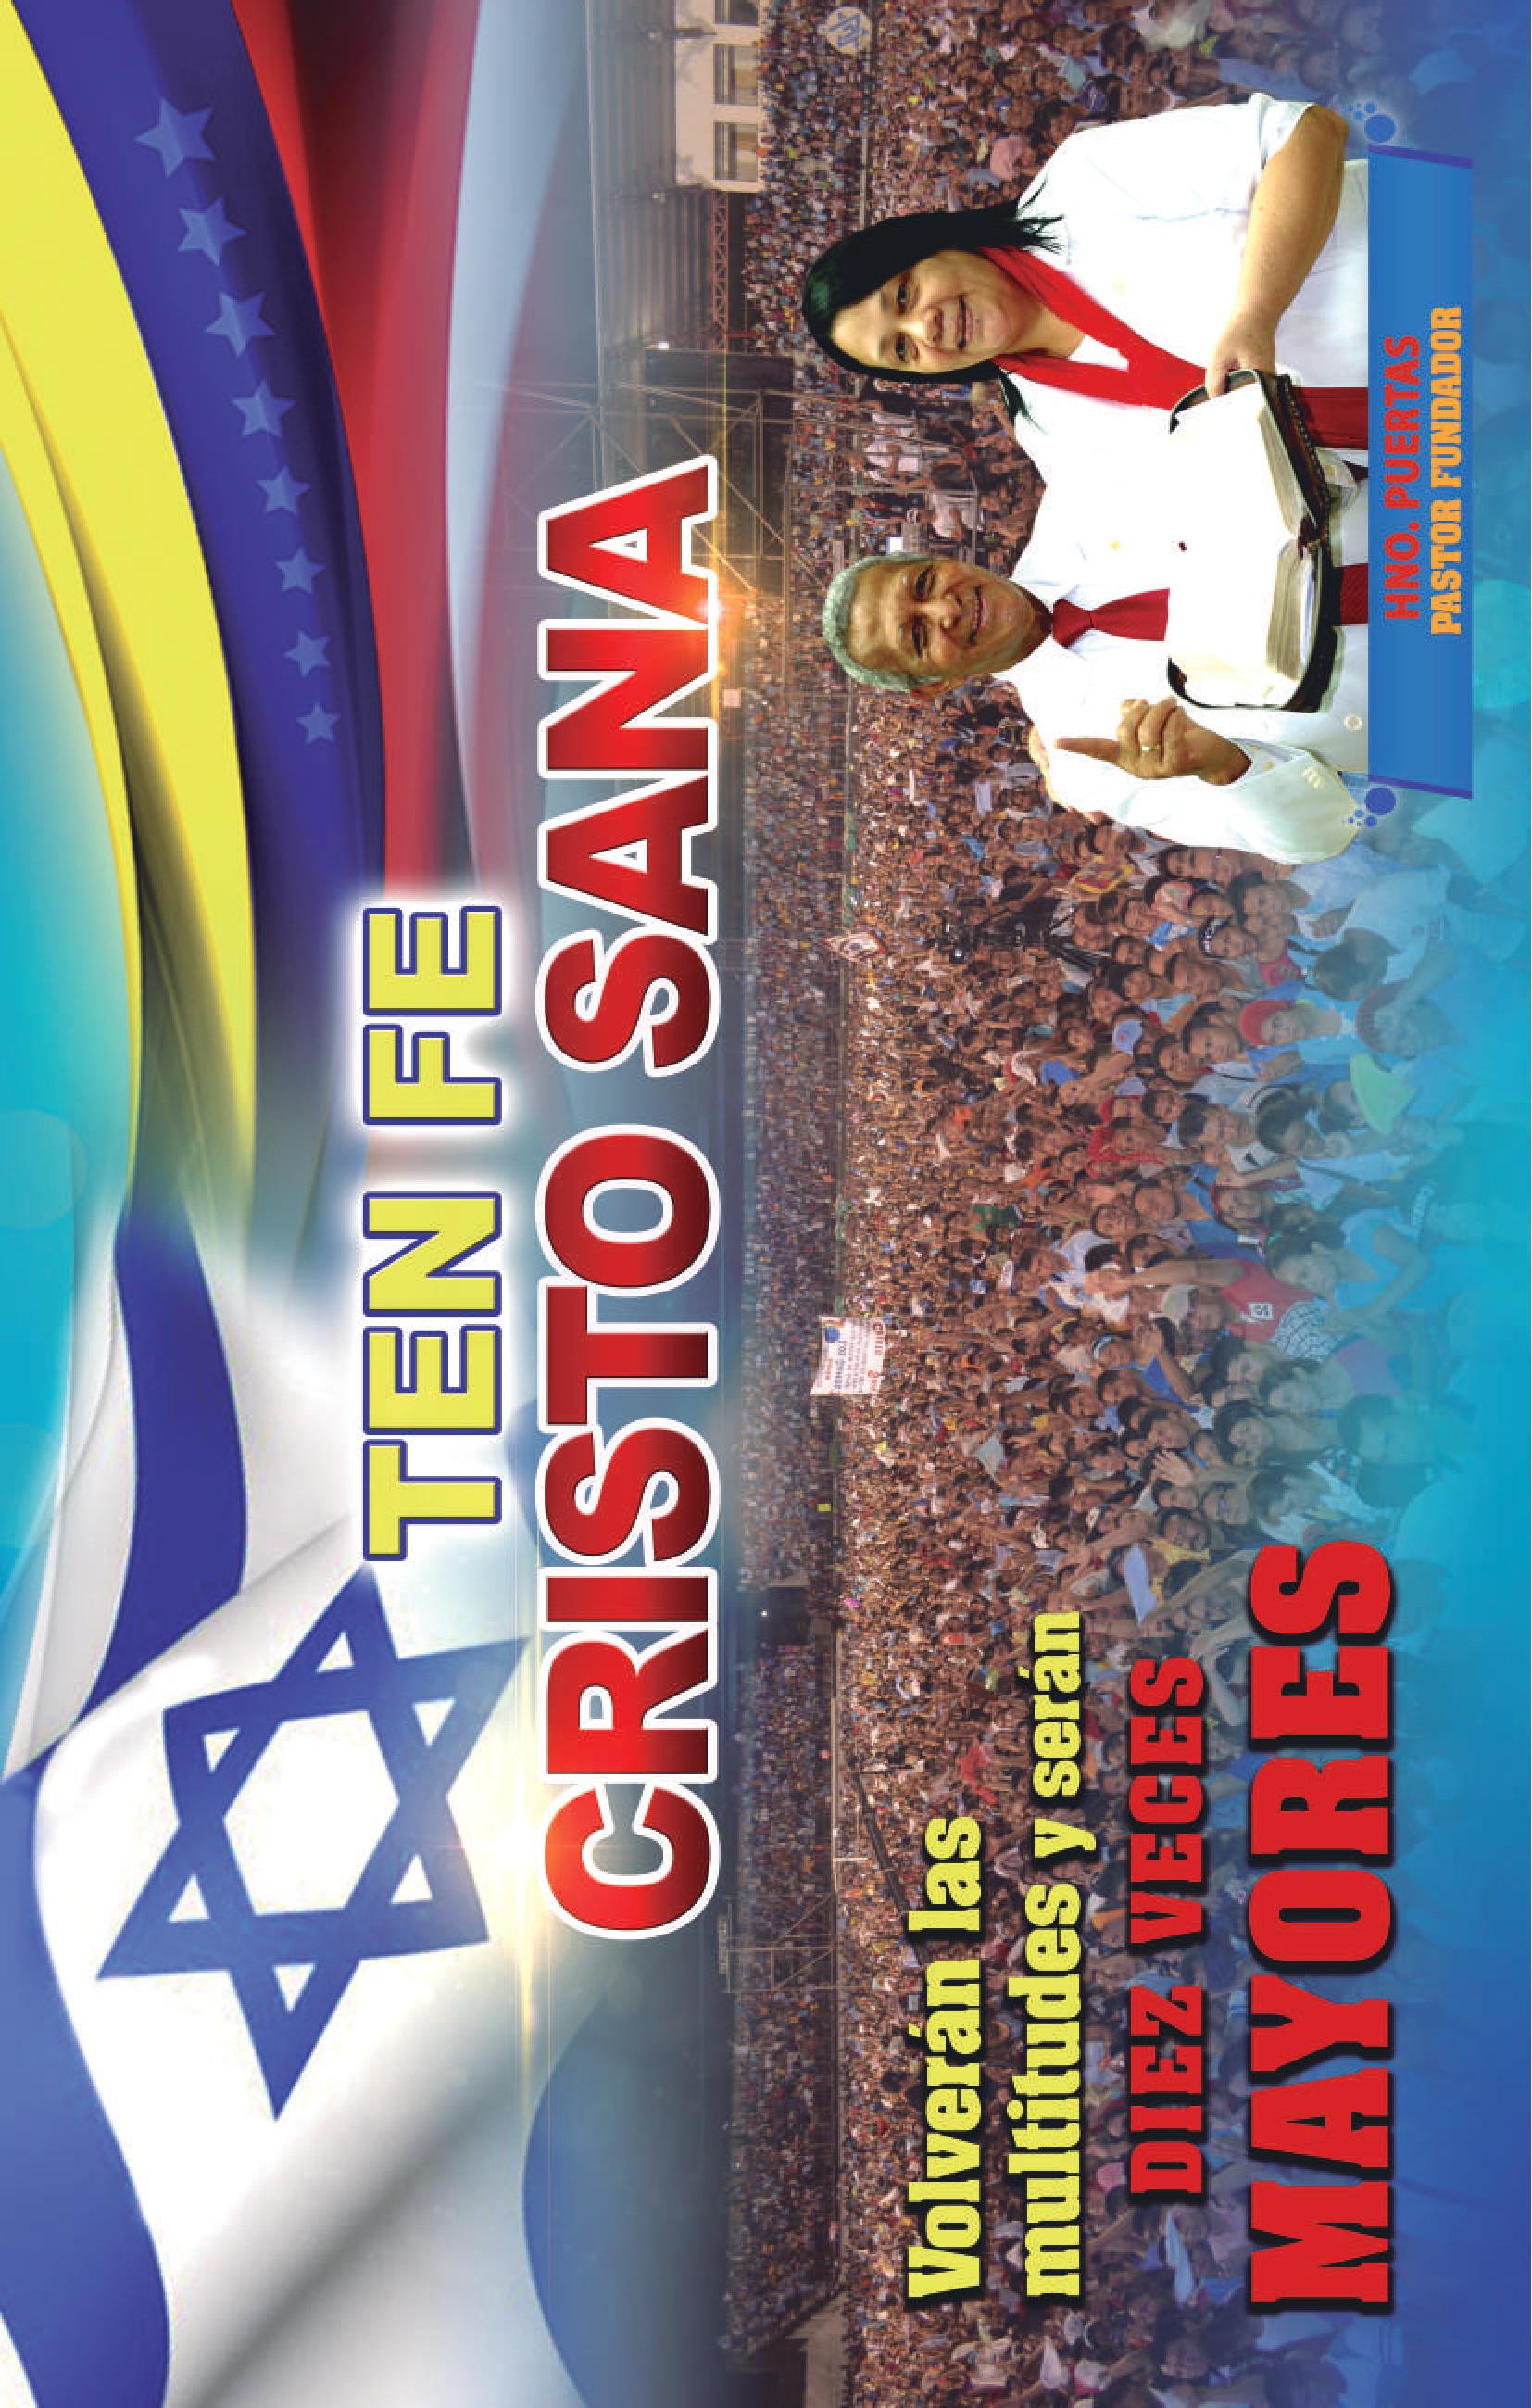 TEN FE
CRISTO SANA
Volverán las
multitudes y serán
DIEZ VECES
MAYORES
HNO. PUERTAS
PASTOR FUNDADOR